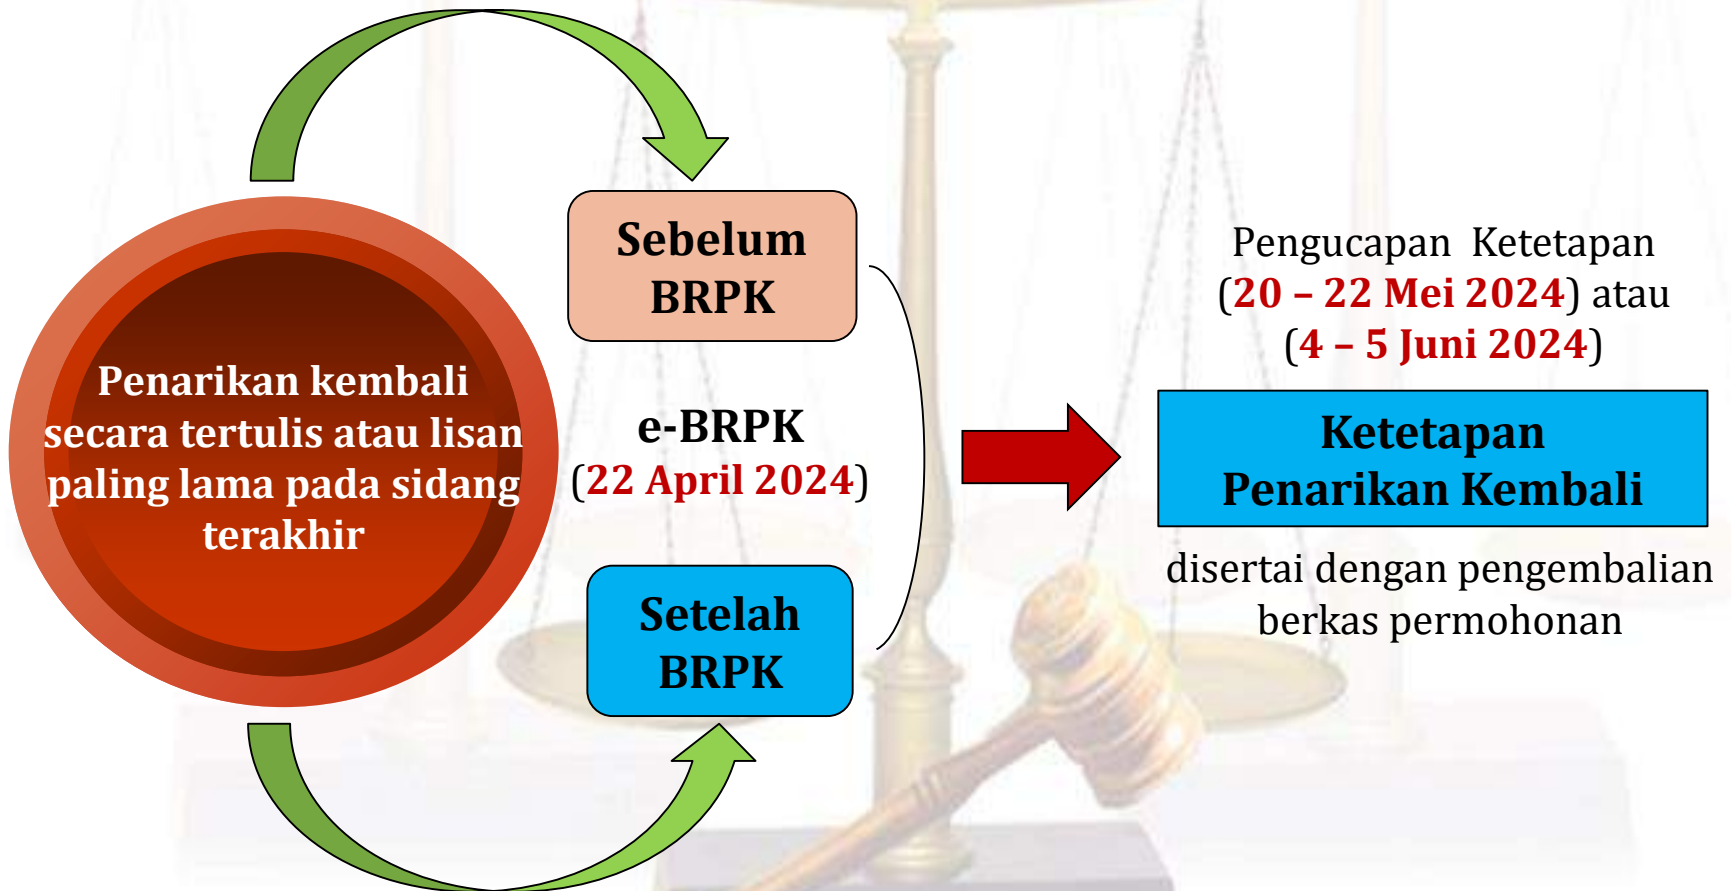 Penarikan kembali
secara tertulis atau lisan
paling lama pada sidang
terakhir
Sebelum
BRPK
e-BRPK
(22 April 2024)
Setelah
BRPK
Pengucapan Ketetapan
(20 – 22 Mei 2024) atau
(4 – 5 Juni 2024)
Ketetapan
Penarikan Kembali
disertai dengan pengembalian
berkas permohonan